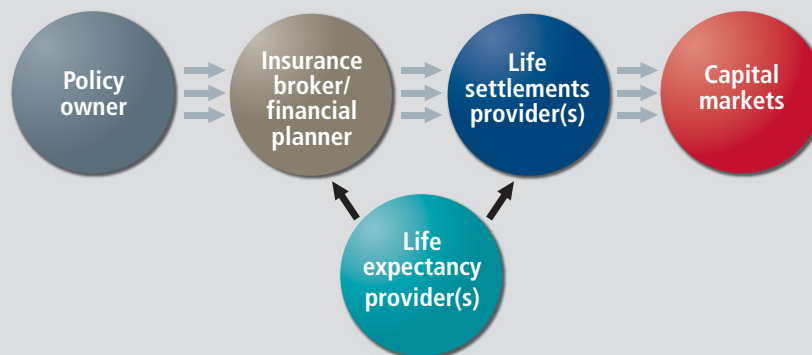 Policy
owner
Insurance
broker/
financial
planner
Life
settlements
provider(s)
Capital
markets
Life
expectancy
provider(s)